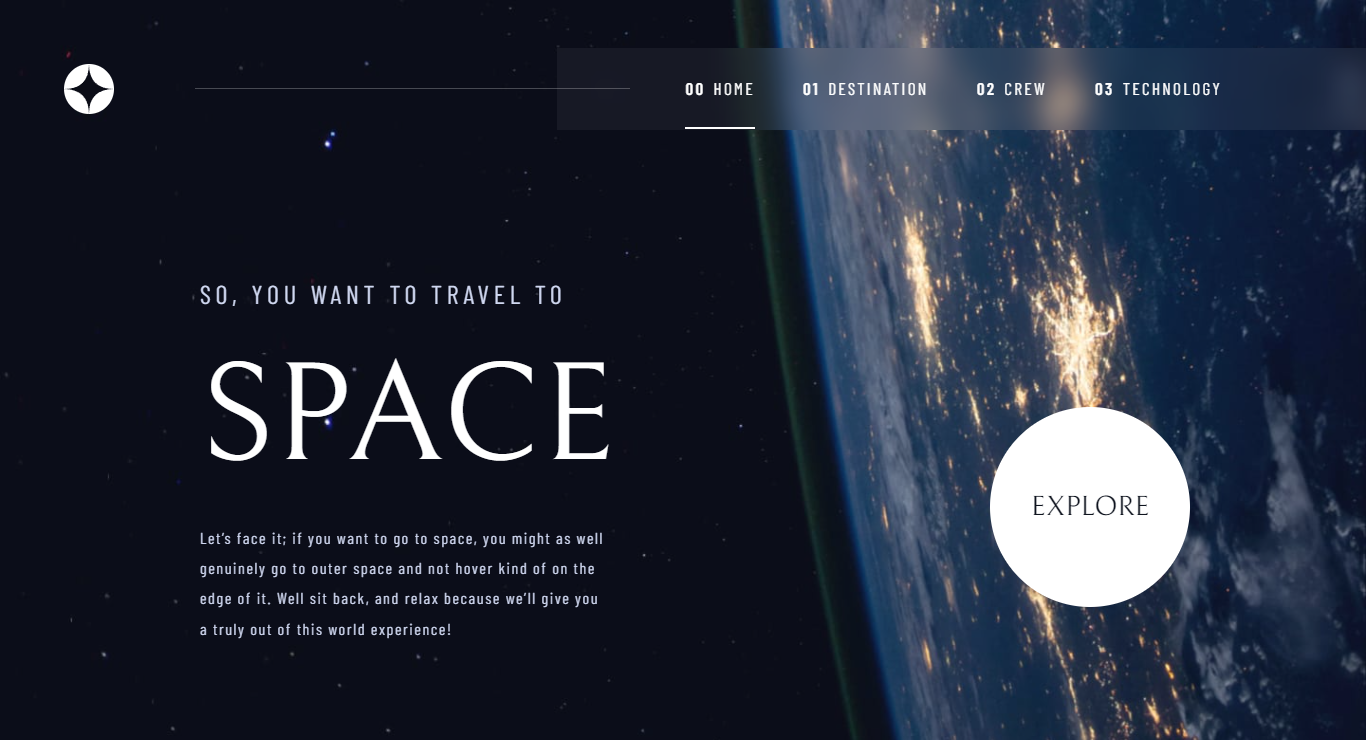 00 HOME 01 DESTINATION 02 CREW 03 TECHNOLOGY
SO, YOU WANT TO TRAVEL TO
SPACE
Let’s face it; if you want to go to space, you might as well
genuinely go to outer space and not hover kind of on the
edge of it. Well sit back, and relax because we’ll give you
a truly out of this world experience!
EXPLORE